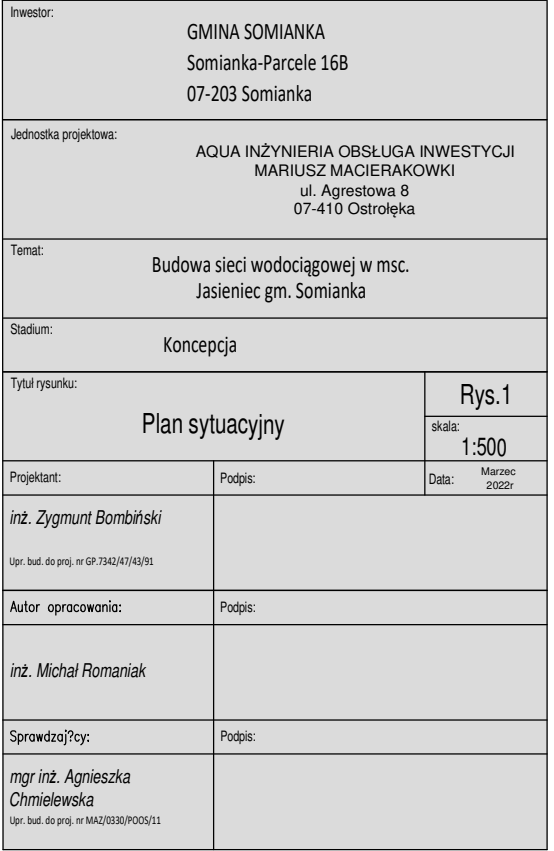 Inwestor:
GMINA SOMIANKA
Somianka-Parcele 16B
07-203 Somianka
Jednostka projektowa:
AQUA INŻYNIERIA OBSŁUGA INWESTYCJI
MARIUSZ MACIERAKOWKI
ul. Agrestowa 8
07-410 Ostrołęka
Temat:
Budowa sieci wodociągowej w msc.
Jasieniec gm. Somianka
Stadium:
Koncepcja
Tytuł rysunku:
Plan sytuacyjny
Rys.1
skala:
1:500
Projektant:
Podpis:
Data:
Marzec
2022r
inż. Zygmunt Bombiński
Upr. bud. do proj. nr GP.7342/47/43/91
Autor opracowania:
Podpis:
inż. Michał Romaniak
Sprawdzaj?cy:
Podpis:
mgr inż. Agnieszka
Chmielewska
Upr. bud. do proj. nr MAZ/0330/POOS/11